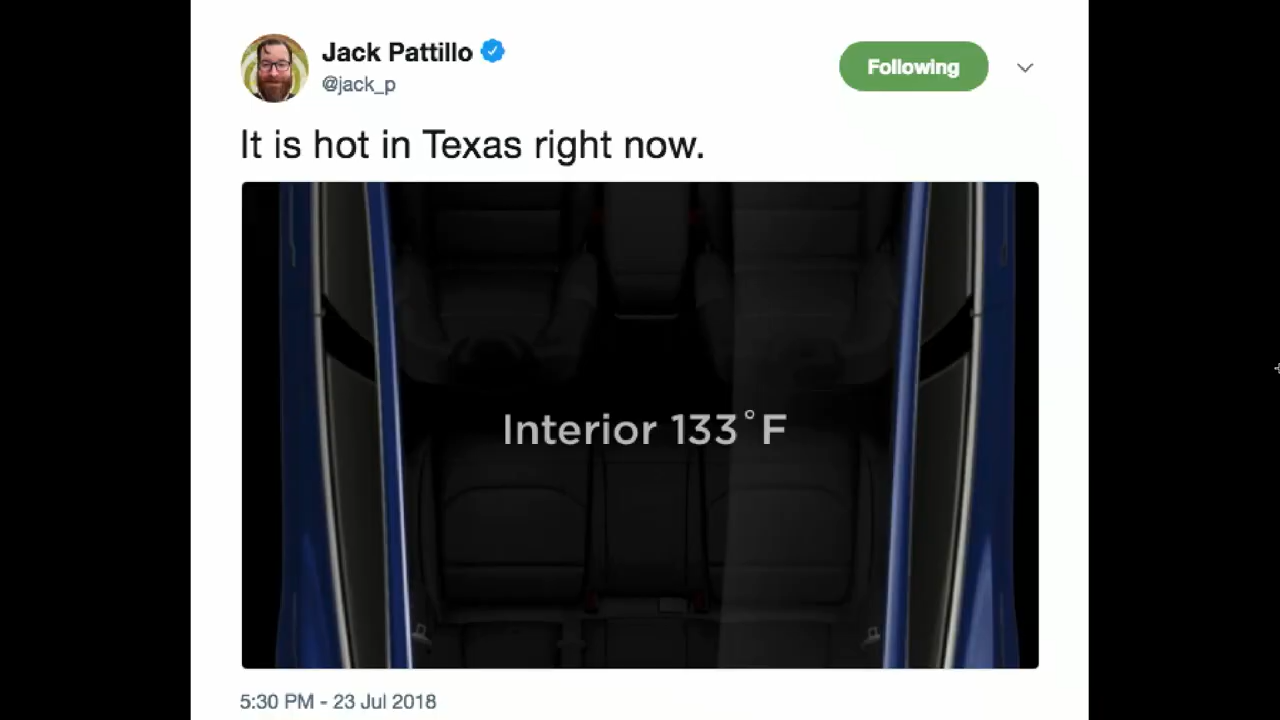 Jack Pattillo
@jack_p
Following
It is hot in Texas right now.
Interior 133°F
5:30 PM - 23 Jul 2018